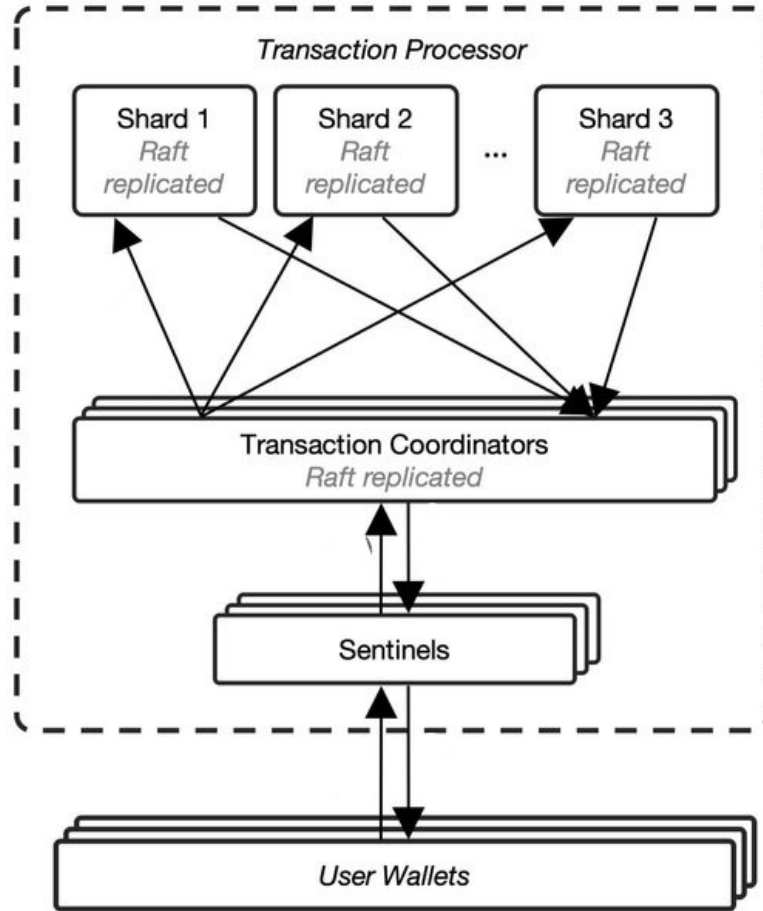 Transaction Processor
Shard 1
Raft
replicated
Shard 2
Raft
replicated
...
Shard 3
Raft
replicated
Transaction Coordinators
Raft replicated
Sentinels
User Wallets